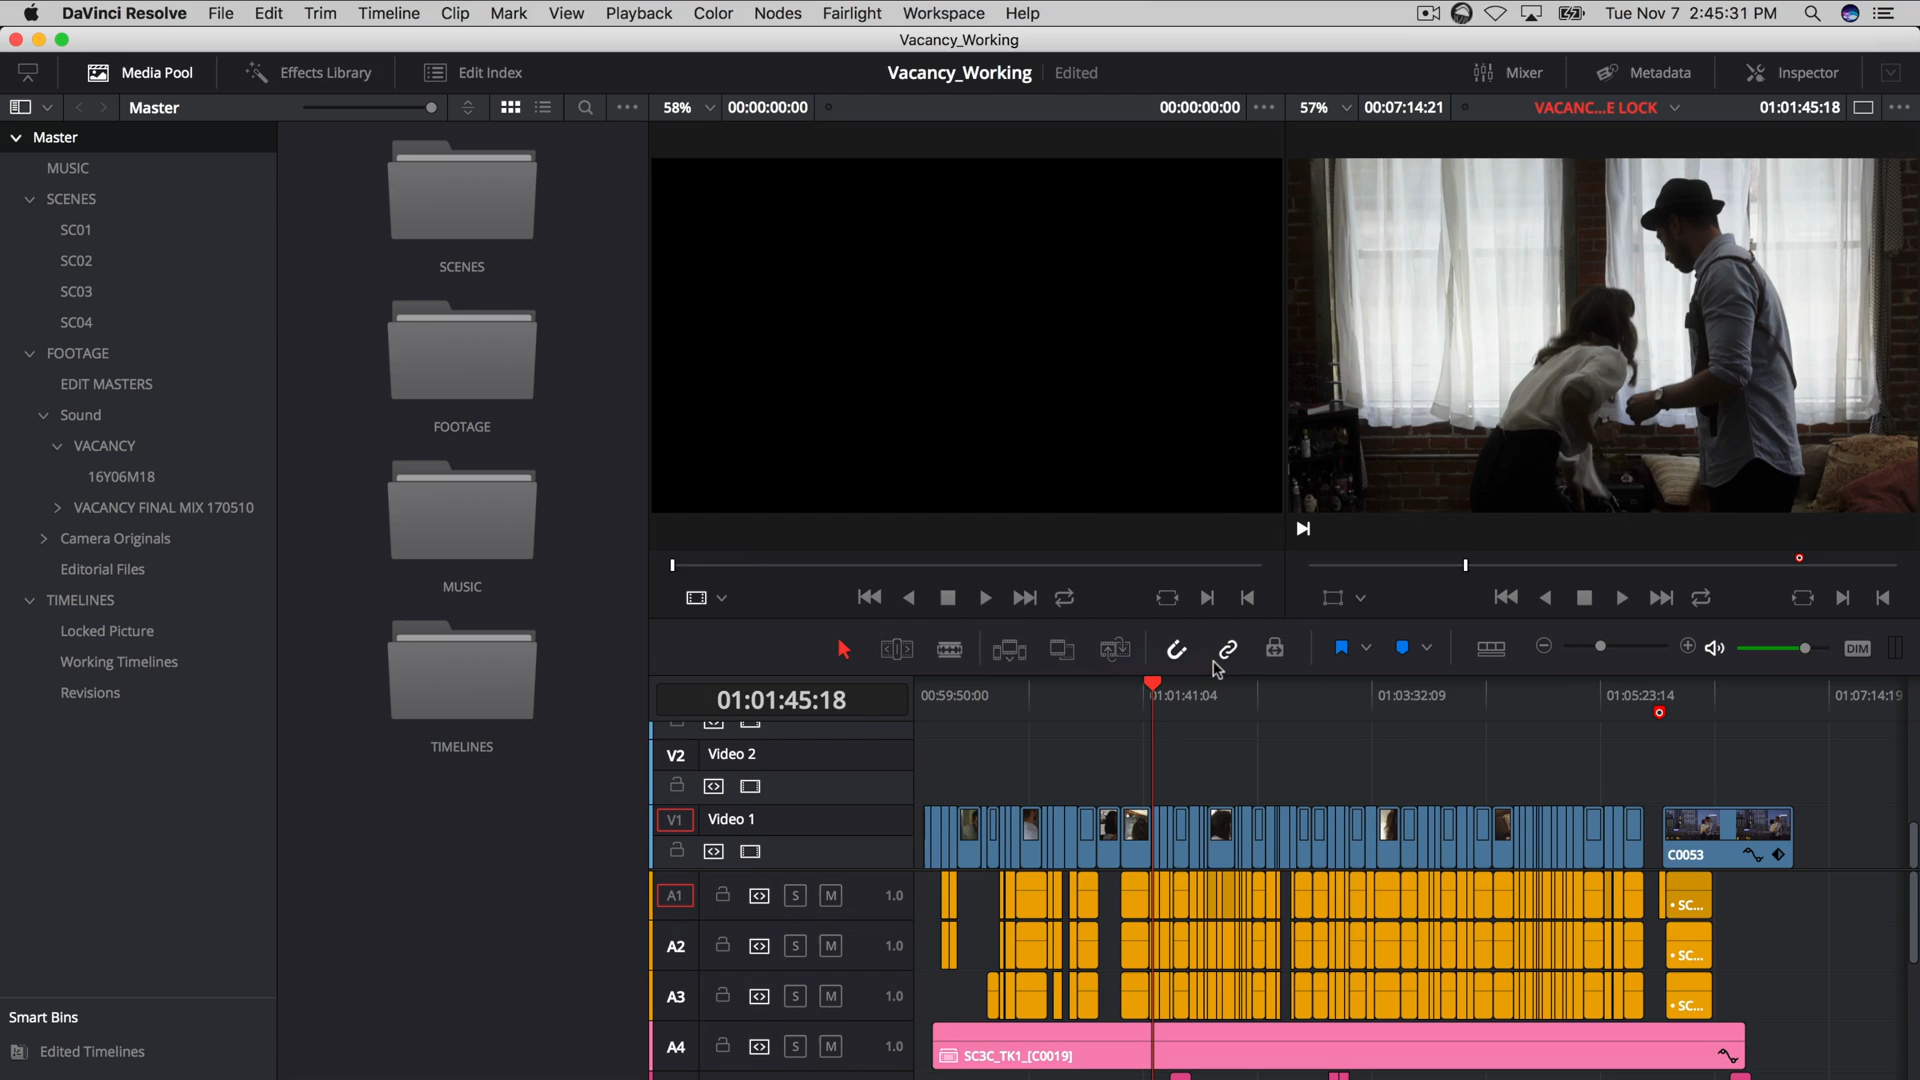 DaVinci Resolve File Edit Trim Timeline Clip Mark View Playback Color Nodes Fairlight Workspace Help Tue Nov 7 2:45:31 PM
Vacancy_Working
Media Pool Effects Library Edit Index Vacancy_Working Edited Mixer Metadata Inspector
Master 58% 00:00:00:00 00:00:00:00 57% 00:07:14:21 VACANC...E LOCK 01:01:45:18
Master
MUSIC
SCENES
SC01
SC02
SC03
SC04
FOOTAGE
EDIT MASTERS
Sound
VACANCY
16Y06M18
VACANCY FINAL MIX 170510
Camera Originals
Editorial Files
TIMELINES
Locked Picture
Working Timelines
Revisions
Smart Bins
Edited Timelines
SCENES
FOOTAGE
MUSIC
TIMELINES
DIM
01:01:45:18 00:59:50:00 01:01:41:04 01:03:32:09 01:05:23:14 01:07:14:19
V2 Video 2
V1 Video 1
C0053
A1 S M 1.0 • SC...
A2 S M 1.0 • SC...
A3 S M 1.0 • SC...
A4 S M 1.0 SC3C_TK1_[C0019]